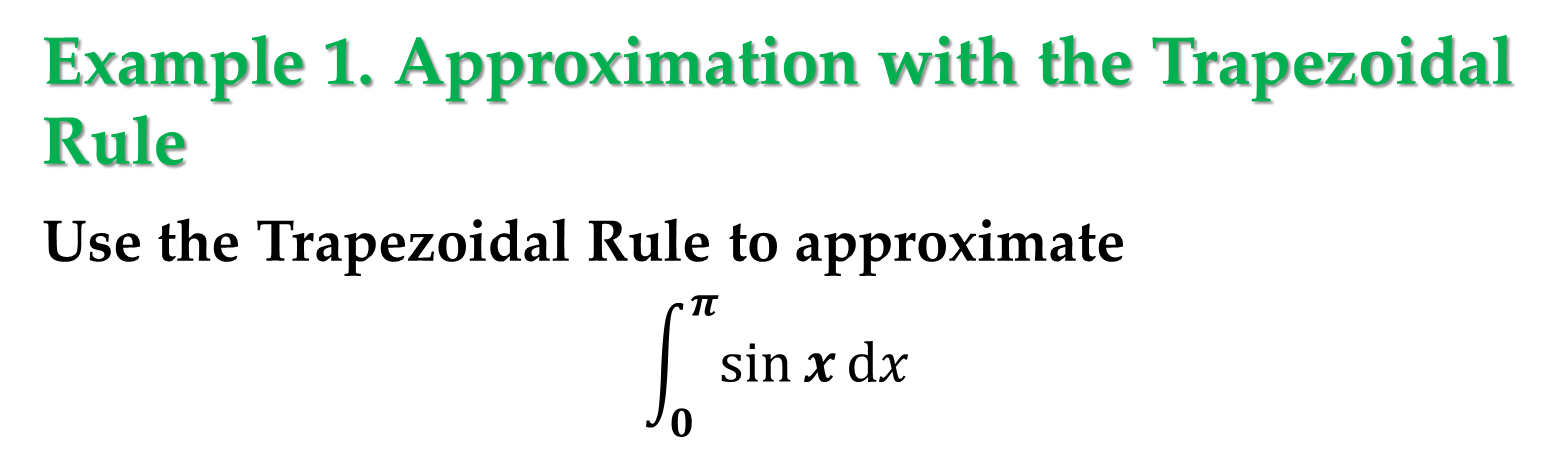 Example 1. Approximation with the Trapezoidal
Rule
Use the Trapezoidal Rule to approximate
∫₀^π sin x dx